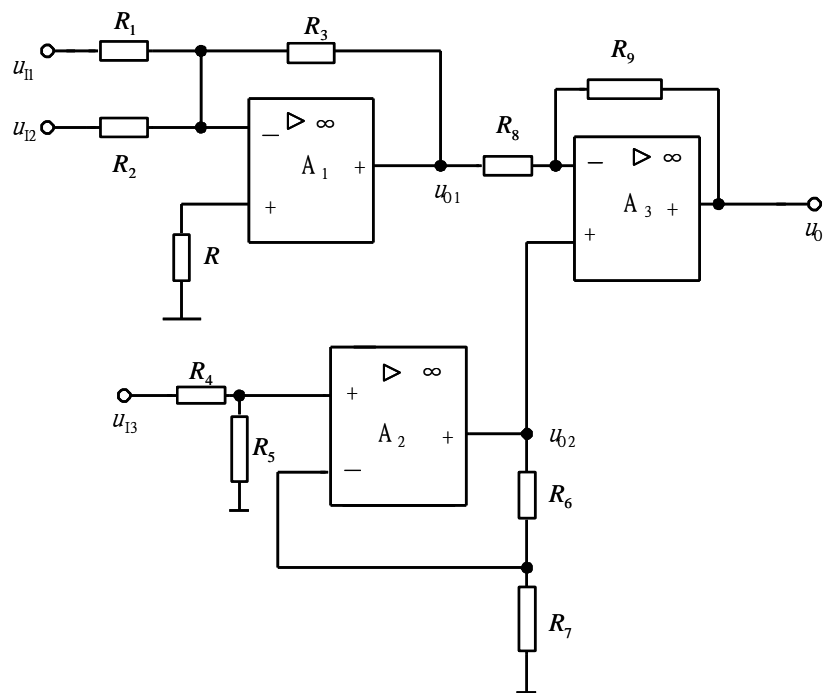 R1
R3
uI1
R9
uI2
▷ ∞
R8
▷ ∞
R2
−
A1
+
−
A3
+
+
uO1
+
uO
R
R4
▷ ∞
+
uI3
R5
A2
+
uO2
−
R6
R7